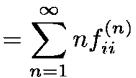 = \sum_{n=1}^{\infty} n f_{ii}^{(n)}